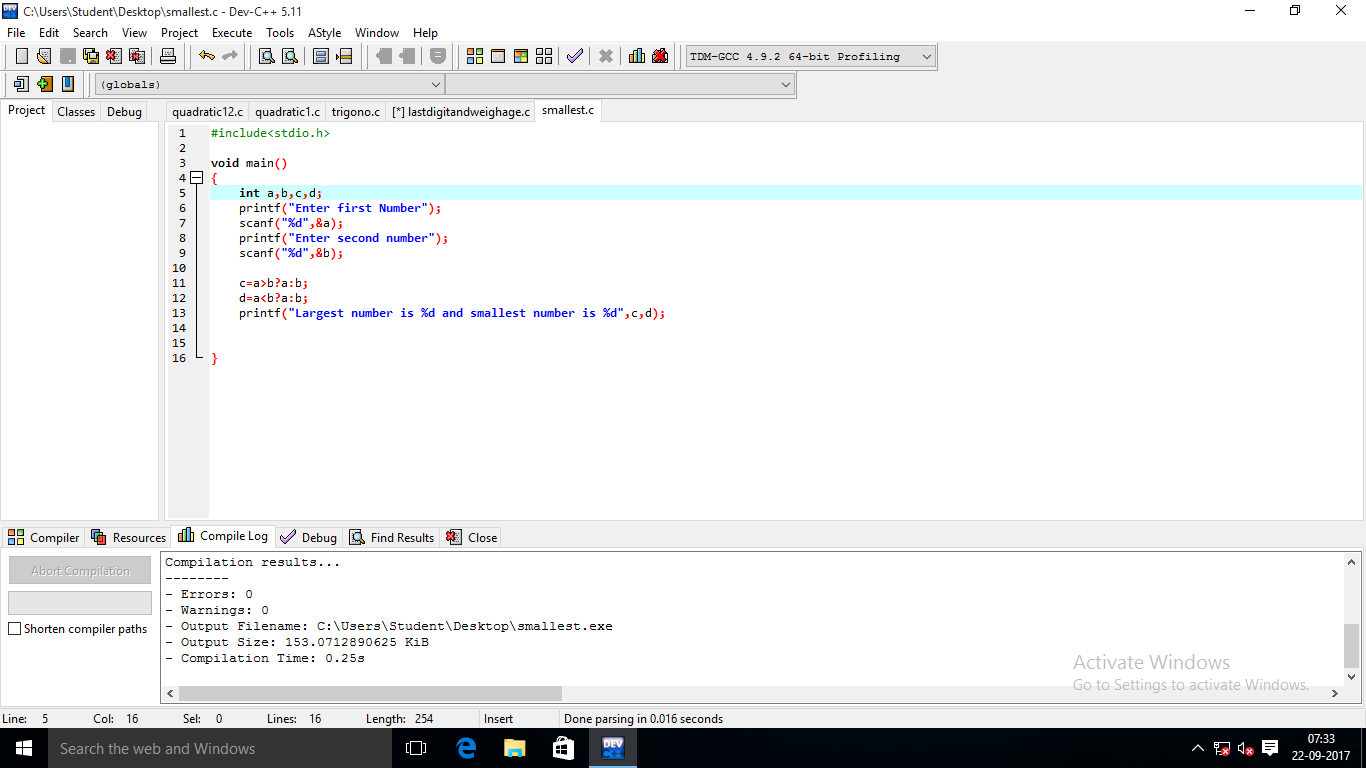 C:\Users\Student\Desktop\smallest.c - Dev-C++ 5.11
File Edit Search View Project Execute Tools AStyle Window Help
TDM-GCC 4.9.2 64-bit Profiling
(globals)
Project Classes Debug quadratic12.c quadratic1.c trigono.c [*] lastdigitandweighage.c smallest.c
1 #include<stdio.h>
2
3 void main()
4 {
5 int a,b,c,d;
6 printf("Enter first Number");
7 scanf("%d",&a);
8 printf("Enter second number");
9 scanf("%d",&b);
10
11 c=a>b?a:b;
12 d=a<b?a:b;
13 printf("Largest number is %d and smallest number is %d",c,d);
14
15
16 }
Compiler Resources Compile Log Debug Find Results Close
Abort Compilation
Shorten compiler paths
Compilation results...
--------
- Errors: 0
- Warnings: 0
- Output Filename: C:\Users\Student\Desktop\smallest.exe
- Output Size: 153.0712890625 KiB
- Compilation Time: 0.25s
Activate Windows
Go to Settings to activate Windows.
Line: 5 Col: 16 Sel: 0 Lines: 16 Length: 254 Insert Done parsing in 0.016 seconds
Search the web and Windows
DEV
07:33
22-09-2017